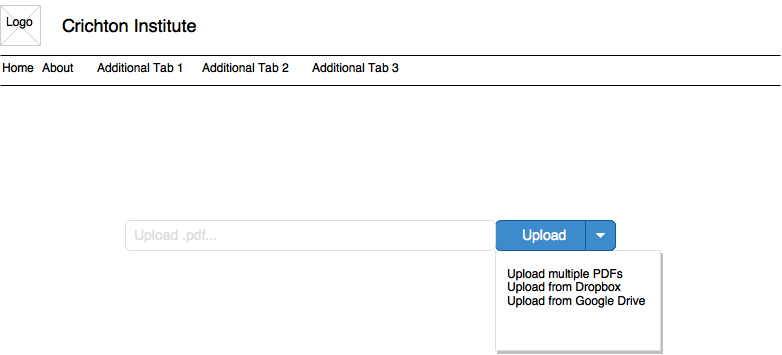 Logo
Crichton Institute
Home About Additional Tab 1 Additional Tab 2 Additional Tab 3
Upload .pdf... Upload
Upload multiple PDFs
Upload from Dropbox
Upload from Google Drive